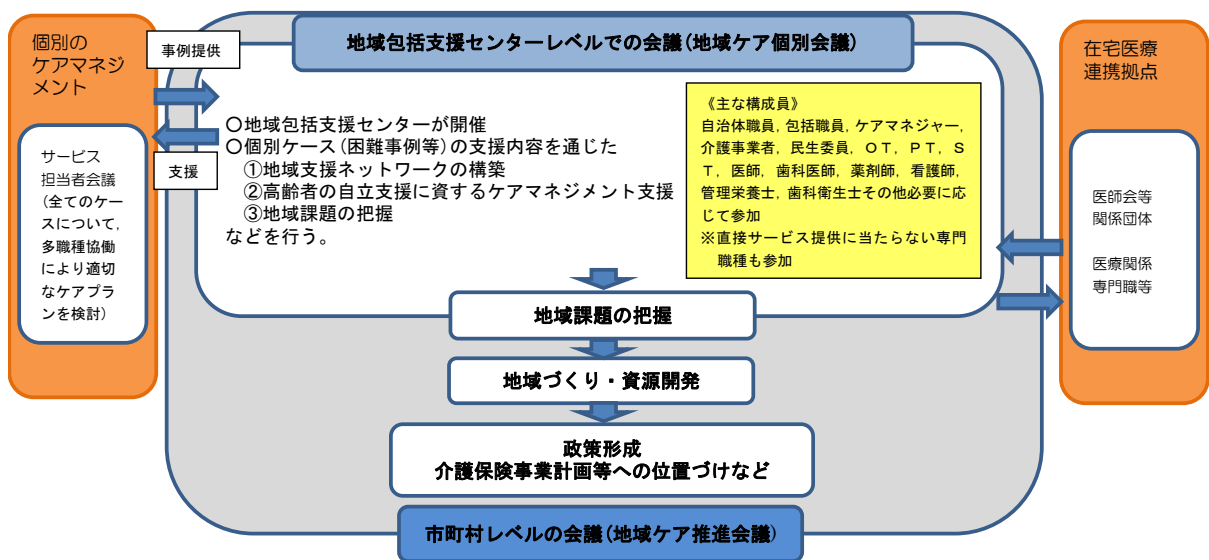 個別の
ケアマネジ
メント
サービス
担当者会議
(全てのケー
スについて,
多職種協働
により適切
なケアプラ
ンを検討)
事例提供
支援
地域包括支援センターレベルでの会議(地域ケア個別会議)
〇地域包括支援センターが開催
〇個別ケース(困難事例等)の支援内容を通じた
①地域支援ネットワークの構築
②高齢者の自立支援に資するケアマネジメント支援
③地域課題の把握
などを行う。
《主な構成員》
自治体職員,包括職員,ケアマネジャー,
介護事業者,民生委員,OT,PT,S
T,医師,歯科医師,薬剤師,看護師,
管理栄養士,歯科衛生士その他必要に応
じて参加
※直接サービス提供に当たらない専門
職種も参加
地域課題の把握
地域づくり・資源開発
政策形成
介護保険事業計画等への位置づけなど
市町村レベルの会議(地域ケア推進会議)
在宅医療
連携拠点
医師会等
関係団体
医療関係
専門職等